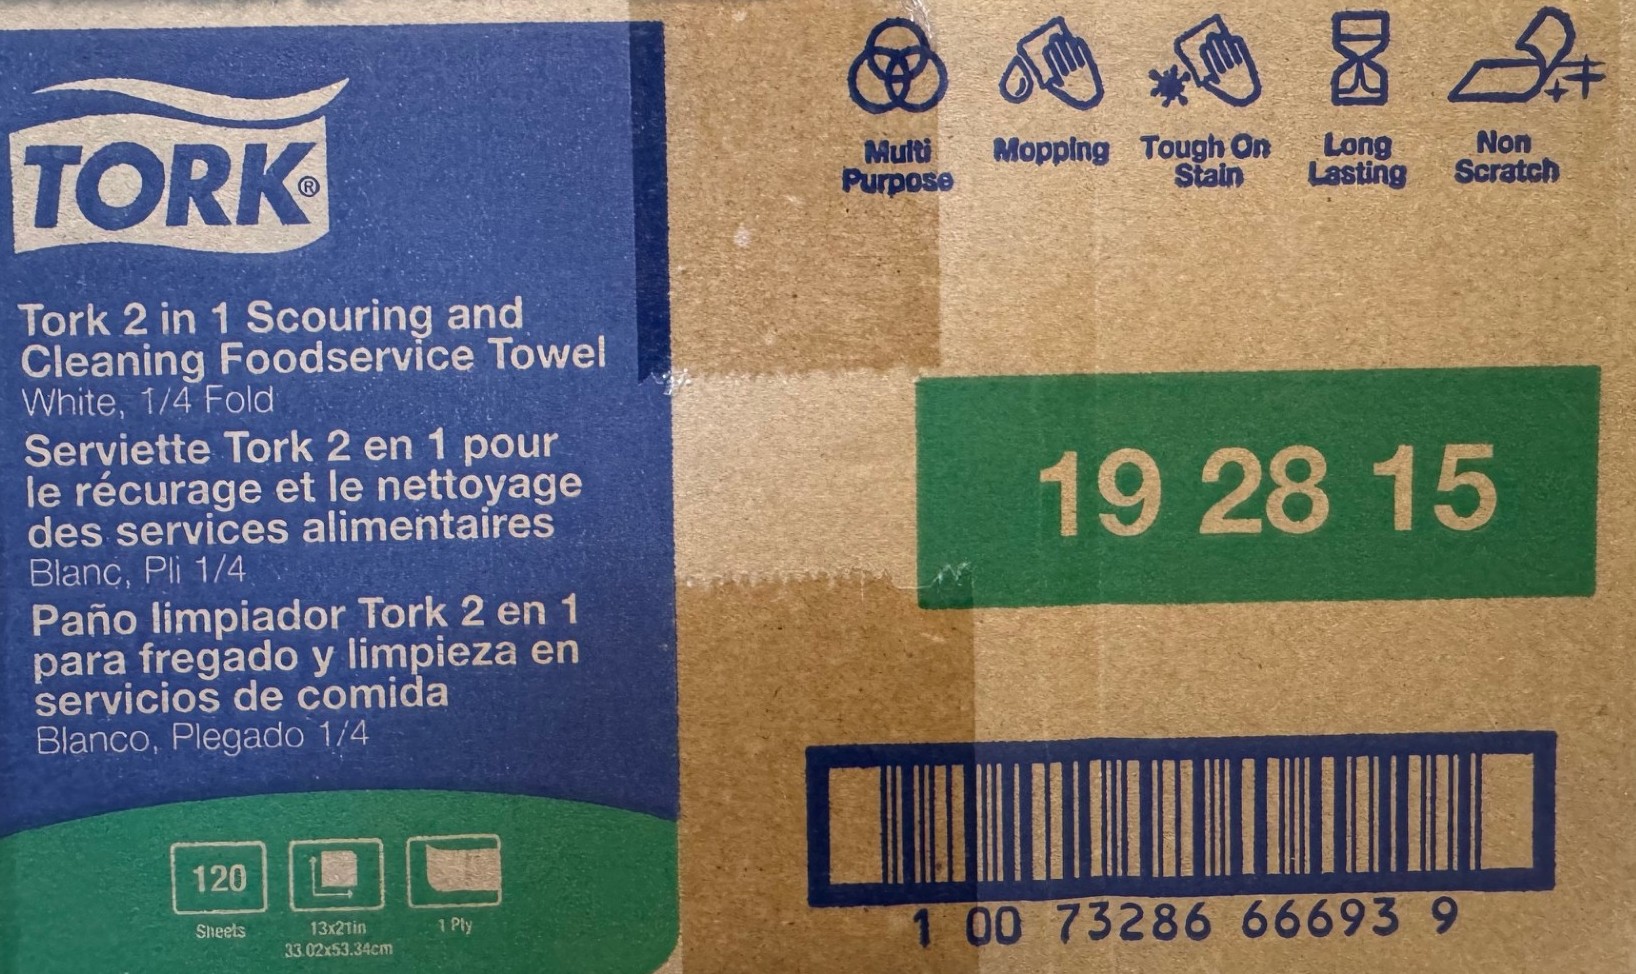 TORK®
Tork 2 in 1 Scouring and
Cleaning Foodservice Towel
White, 1/4 Fold
Serviette Tork 2 en 1 pour
le récurage et le nettoyage
des services alimentaires
Blanc, Pli 1/4
Paño limpiador Tork 2 en 1
para fregado y limpieza en
servicios de comida
Blanco, Plegado 1/4
120
Sheets
13x21in
33.02x53.34cm
1 Ply
Multi
Purpose
Mopping
Tough On
Stain
Long
Lasting
Non
Scratch
19 28 15
1 00 73286 66693 9